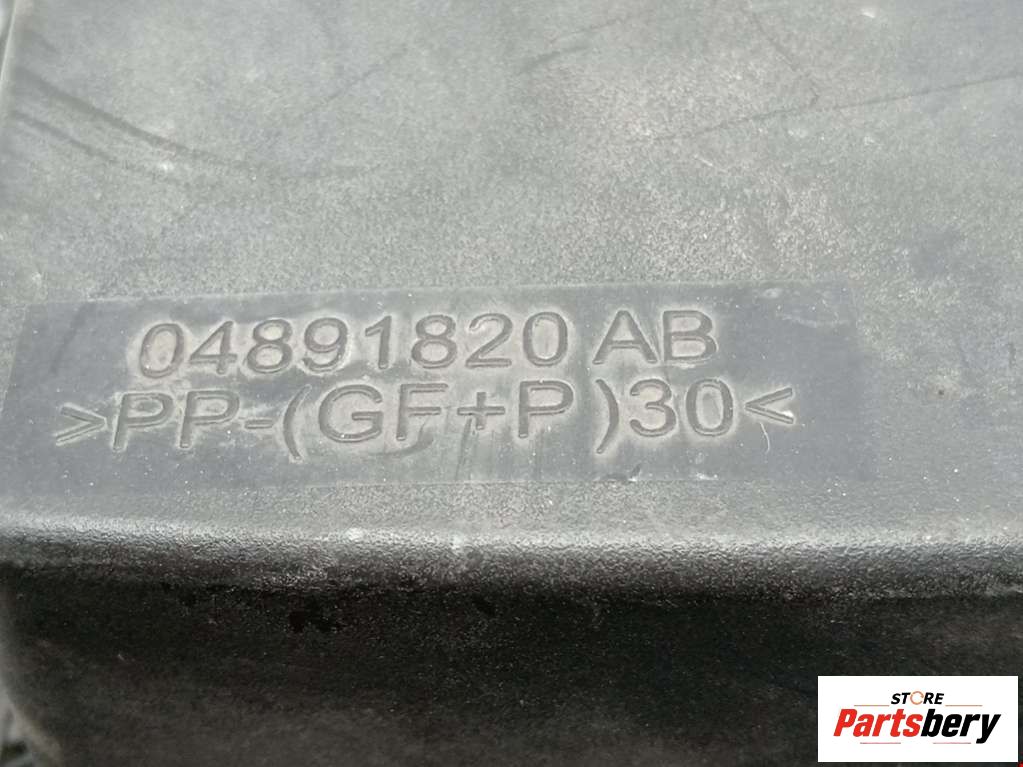 04891820 AB
>PP-(GF+P)30<
STORE
Partsbery